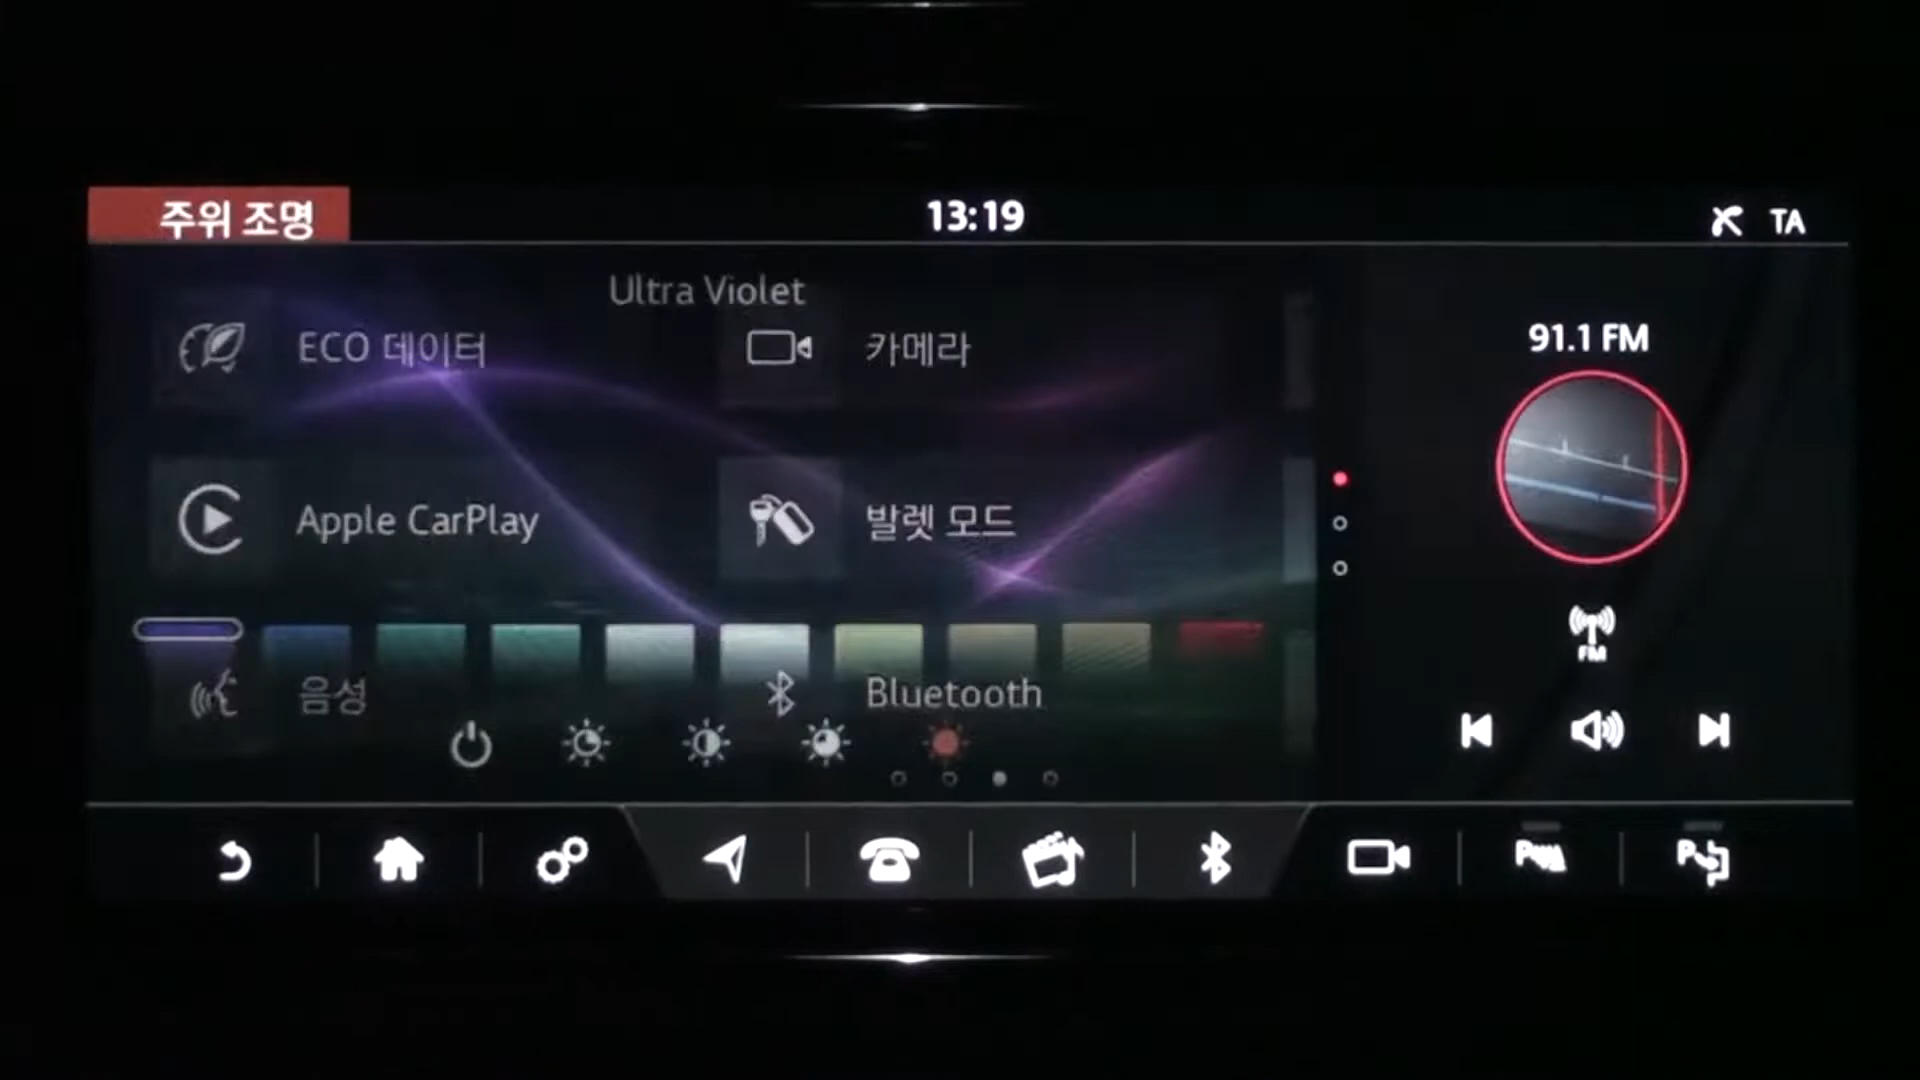 주위 조명
13:19
TA
Ultra Violet
ECO 데이터
카메라
91.1 FM
Apple CarPlay
발렛 모드
FM
음성
Bluetooth
P
P